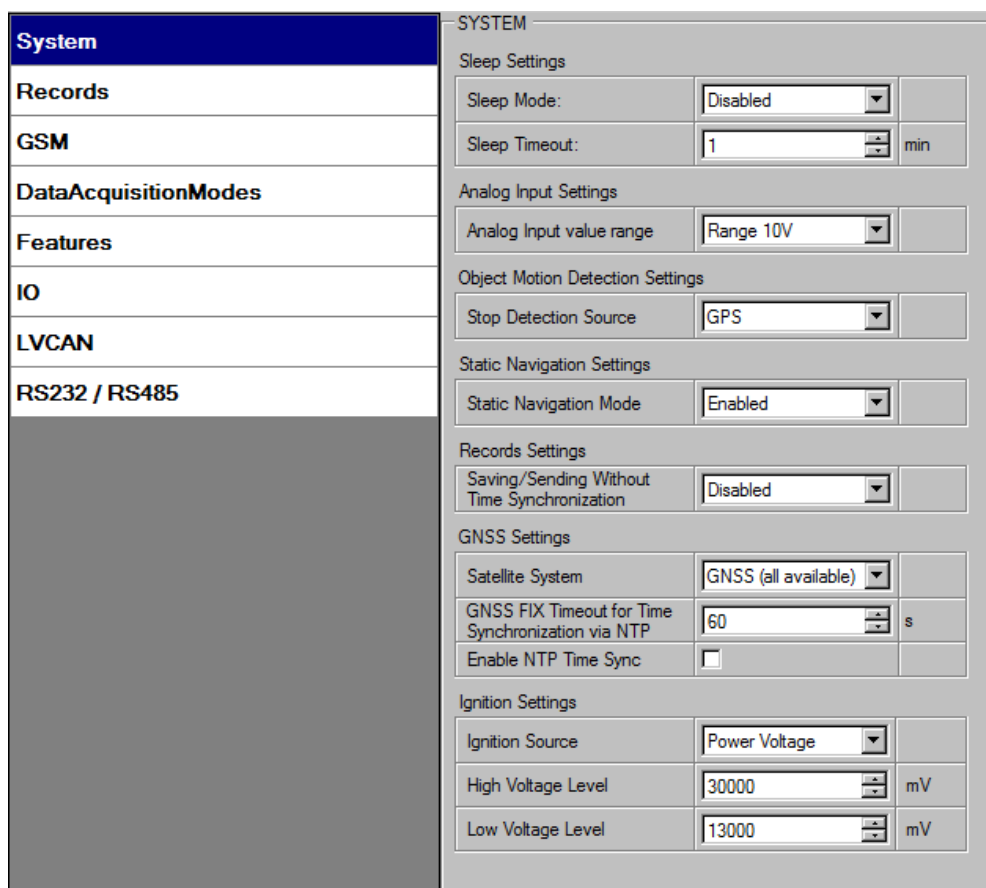 System
Records
GSM
DataAcquisitionModes
Features
IO
LVCAN
RS232 / RS485
SYSTEM
Sleep Settings
Sleep Mode: Disabled
Sleep Timeout: 1 min
Analog Input Settings
Analog Input value range Range 10V
Object Motion Detection Settings
Stop Detection Source GPS
Static Navigation Settings
Static Navigation Mode Enabled
Records Settings
Saving/Sending Without
Time Synchronization Disabled
GNSS Settings
Satellite System GNSS (all available)
GNSS FIX Timeout for Time
Synchronization via NTP 60 s
Enable NTP Time Sync
Ignition Settings
Ignition Source Power Voltage
High Voltage Level 30000 mV
Low Voltage Level 13000 mV